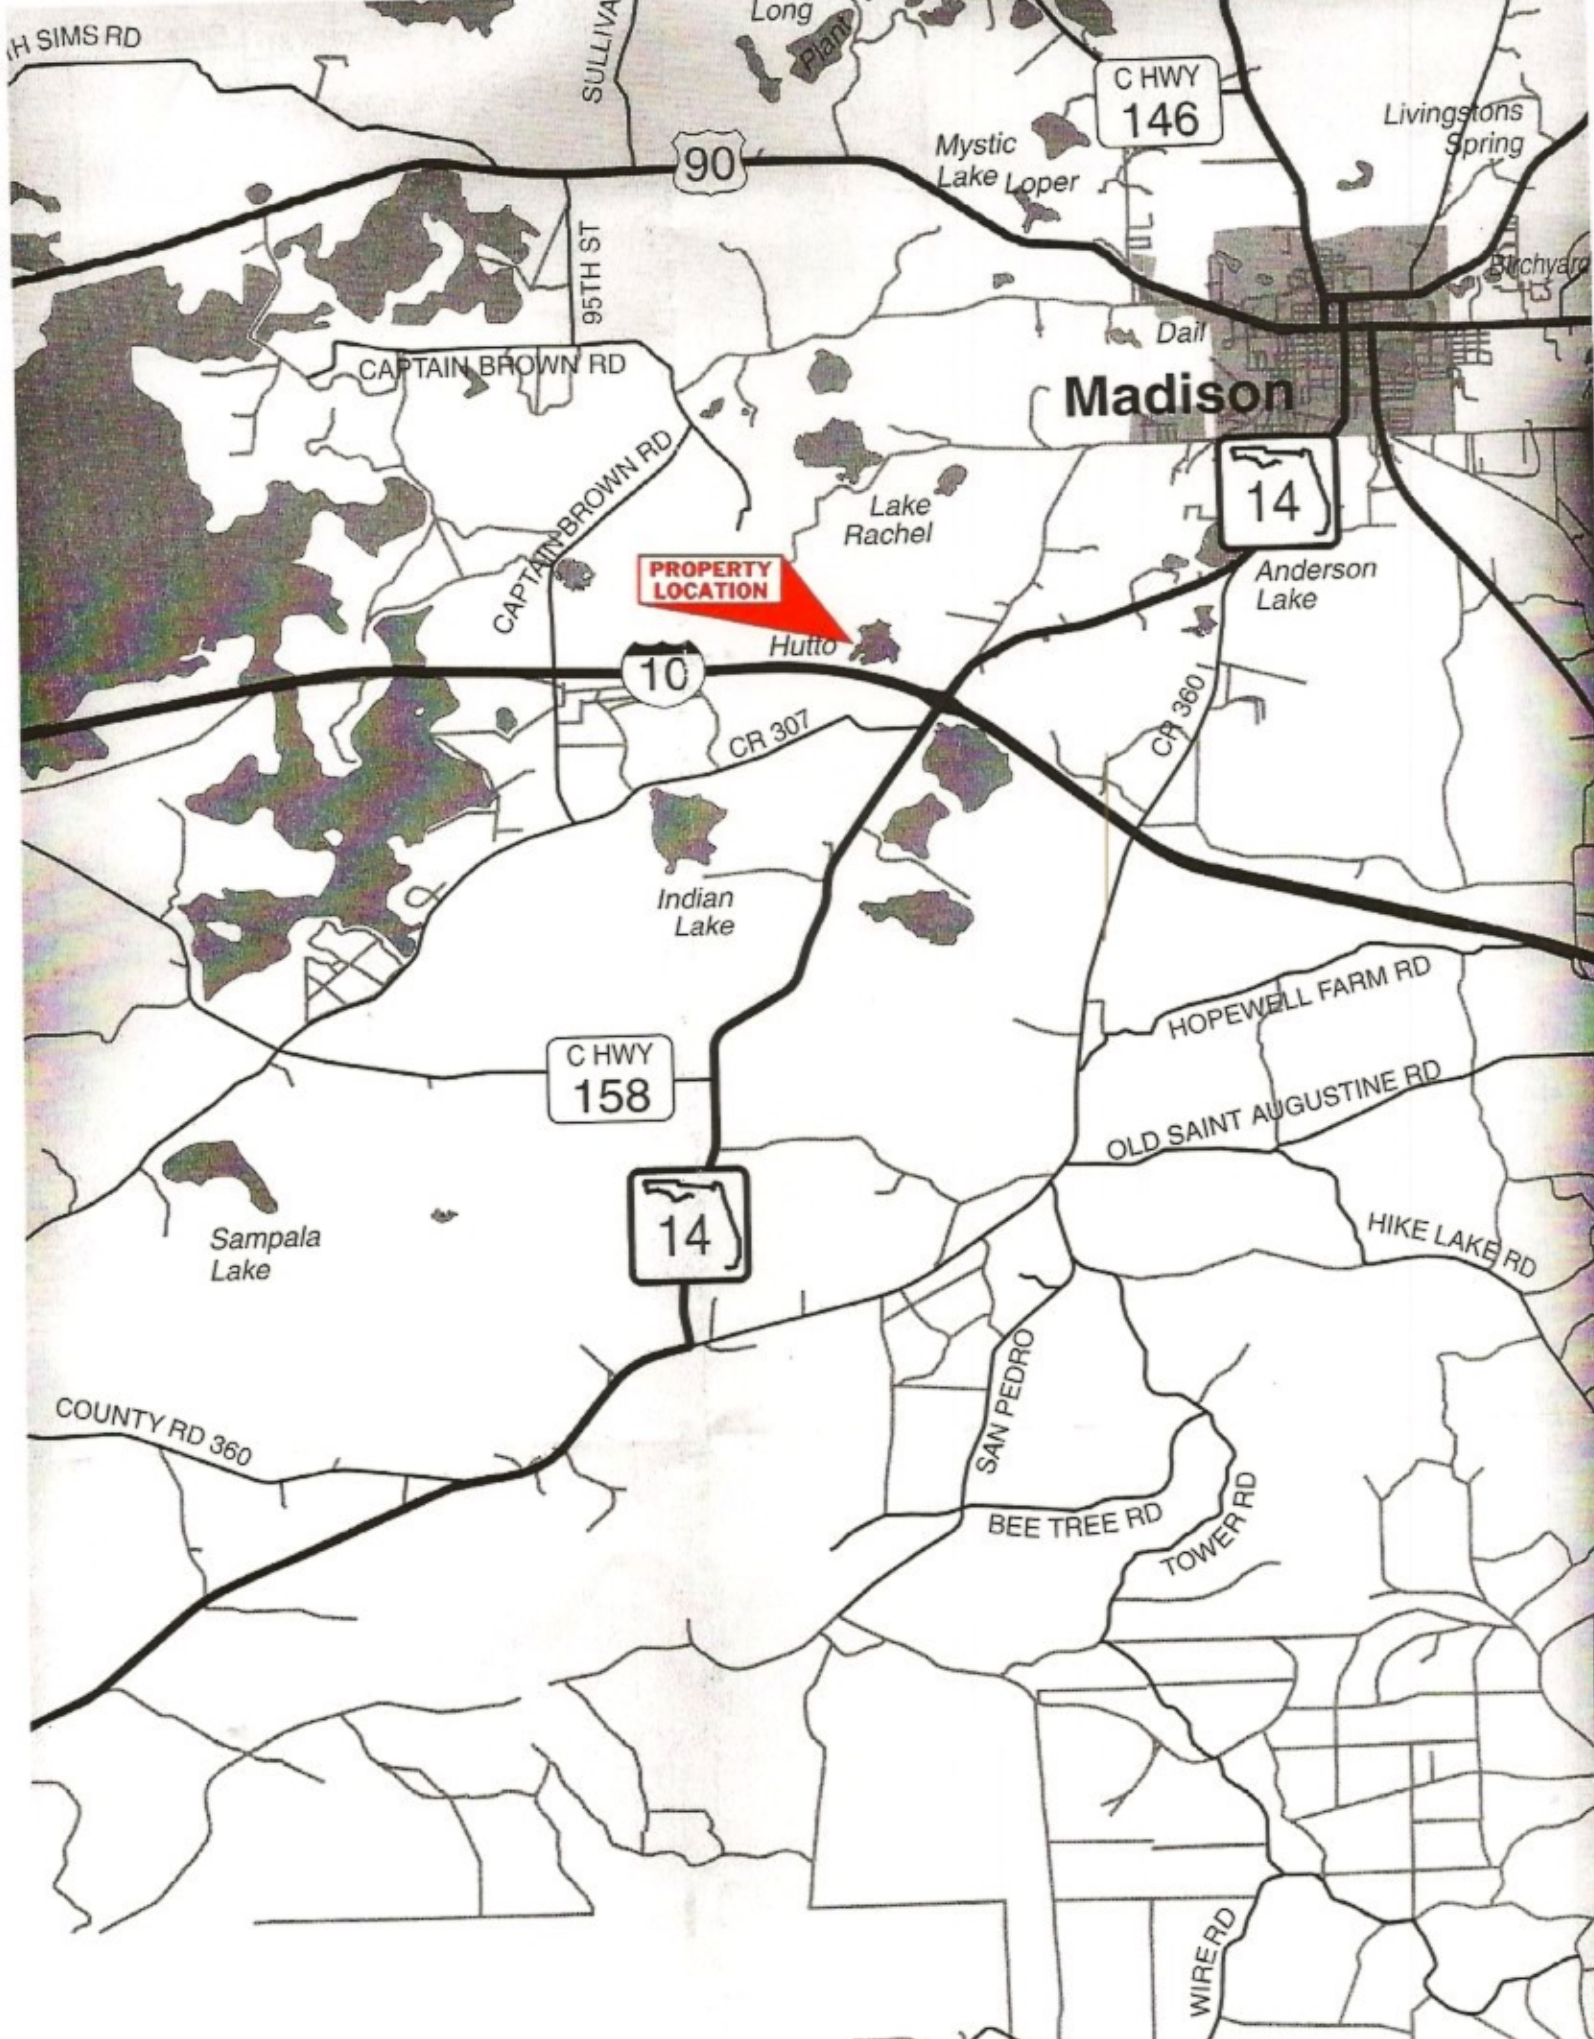 Long
Plant
H SIMS RD
SULLIVA
C HWY
146
Livingstons
Spring
90
Mystic
Lake
Loper
95TH ST
Birchyard
Dail
CAPTAIN BROWN RD
Madison
CAPTAIN BROWN RD
14
Lake
Rachel
PROPERTY
LOCATION
Anderson
Lake
Hutto
10
CR 307
CR 360
Indian
Lake
HOPEWELL FARM RD
C HWY
158
OLD SAINT AUGUSTINE RD
14
Sampala
Lake
HIKE LAKE RD
SAN PEDRO
COUNTY RD 360
BEE TREE RD
TOWER RD
WIRE RD